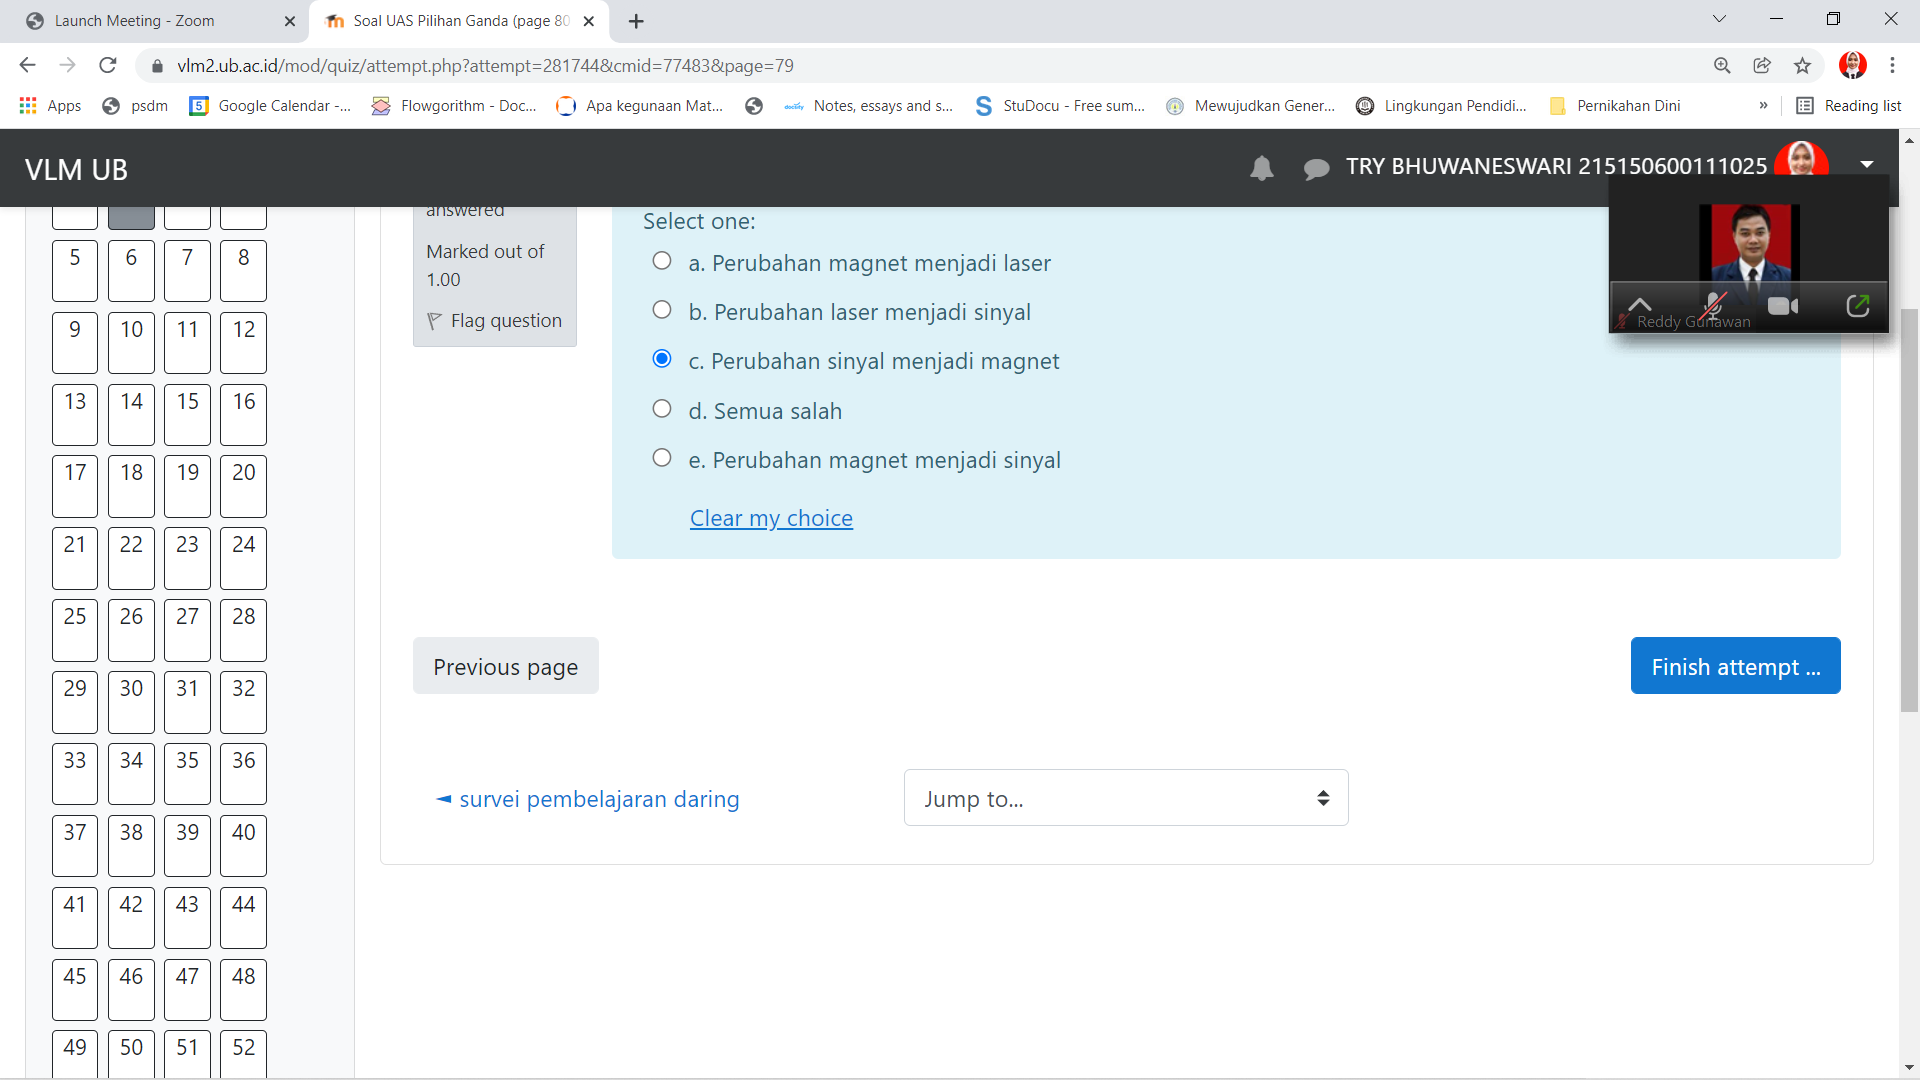 Launch Meeting - Zoom
Soal UAS Pilihan Ganda (page 80
vlm2.ub.ac.id/mod/quiz/attempt.php?attempt=281744&cmid=77483&page=79
Apps psdm 5 Google Calendar -... Flowgorithm - Doc... Apa kegunaan Mat... docsity Notes, essays and s... S StuDocu - Free sum... Mewujudkan Gener... Lingkungan Pendidi... Pernikahan Dini » Reading list
VLM UB
TRY BHUWANESWARI 215150600111025
Reddy Gunawan
5 6 7 8
9 10 11 12
13 14 15 16
17 18 19 20
21 22 23 24
25 26 27 28
29 30 31 32
33 34 35 36
37 38 39 40
41 42 43 44
45 46 47 48
49 50 51 52
answered
Marked out of
1.00
Flag question
Select one:
a. Perubahan magnet menjadi laser
b. Perubahan laser menjadi sinyal
c. Perubahan sinyal menjadi magnet
d. Semua salah
e. Perubahan magnet menjadi sinyal
Clear my choice
Previous page
Finish attempt ...
◄ survei pembelajaran daring
Jump to...